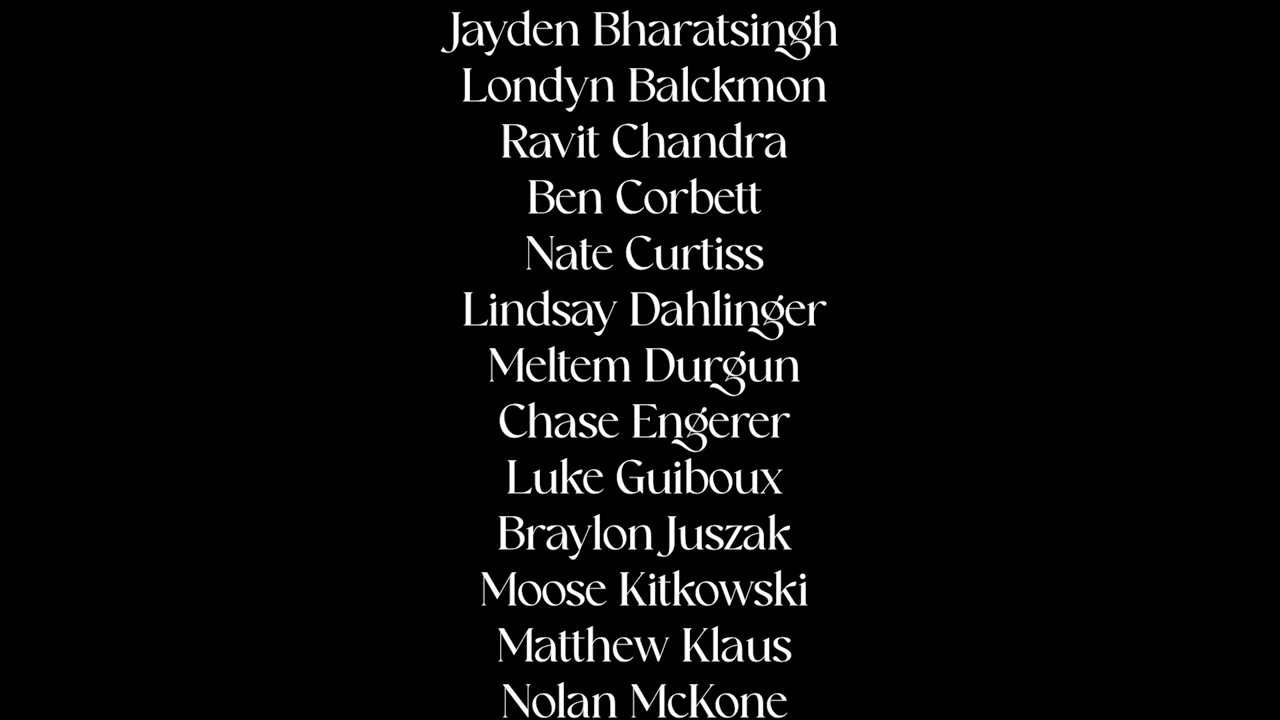 Jayden Bharatsingh
Londyn Balckmon
Ravit Chandra
Ben Corbett
Nate Curtiss
Lindsay Dahlinger
Meltem Durgun
Chase Engerer
Luke Guiboux
Braylon Juszak
Moose Kitkowski
Matthew Klaus
Nolan McKone